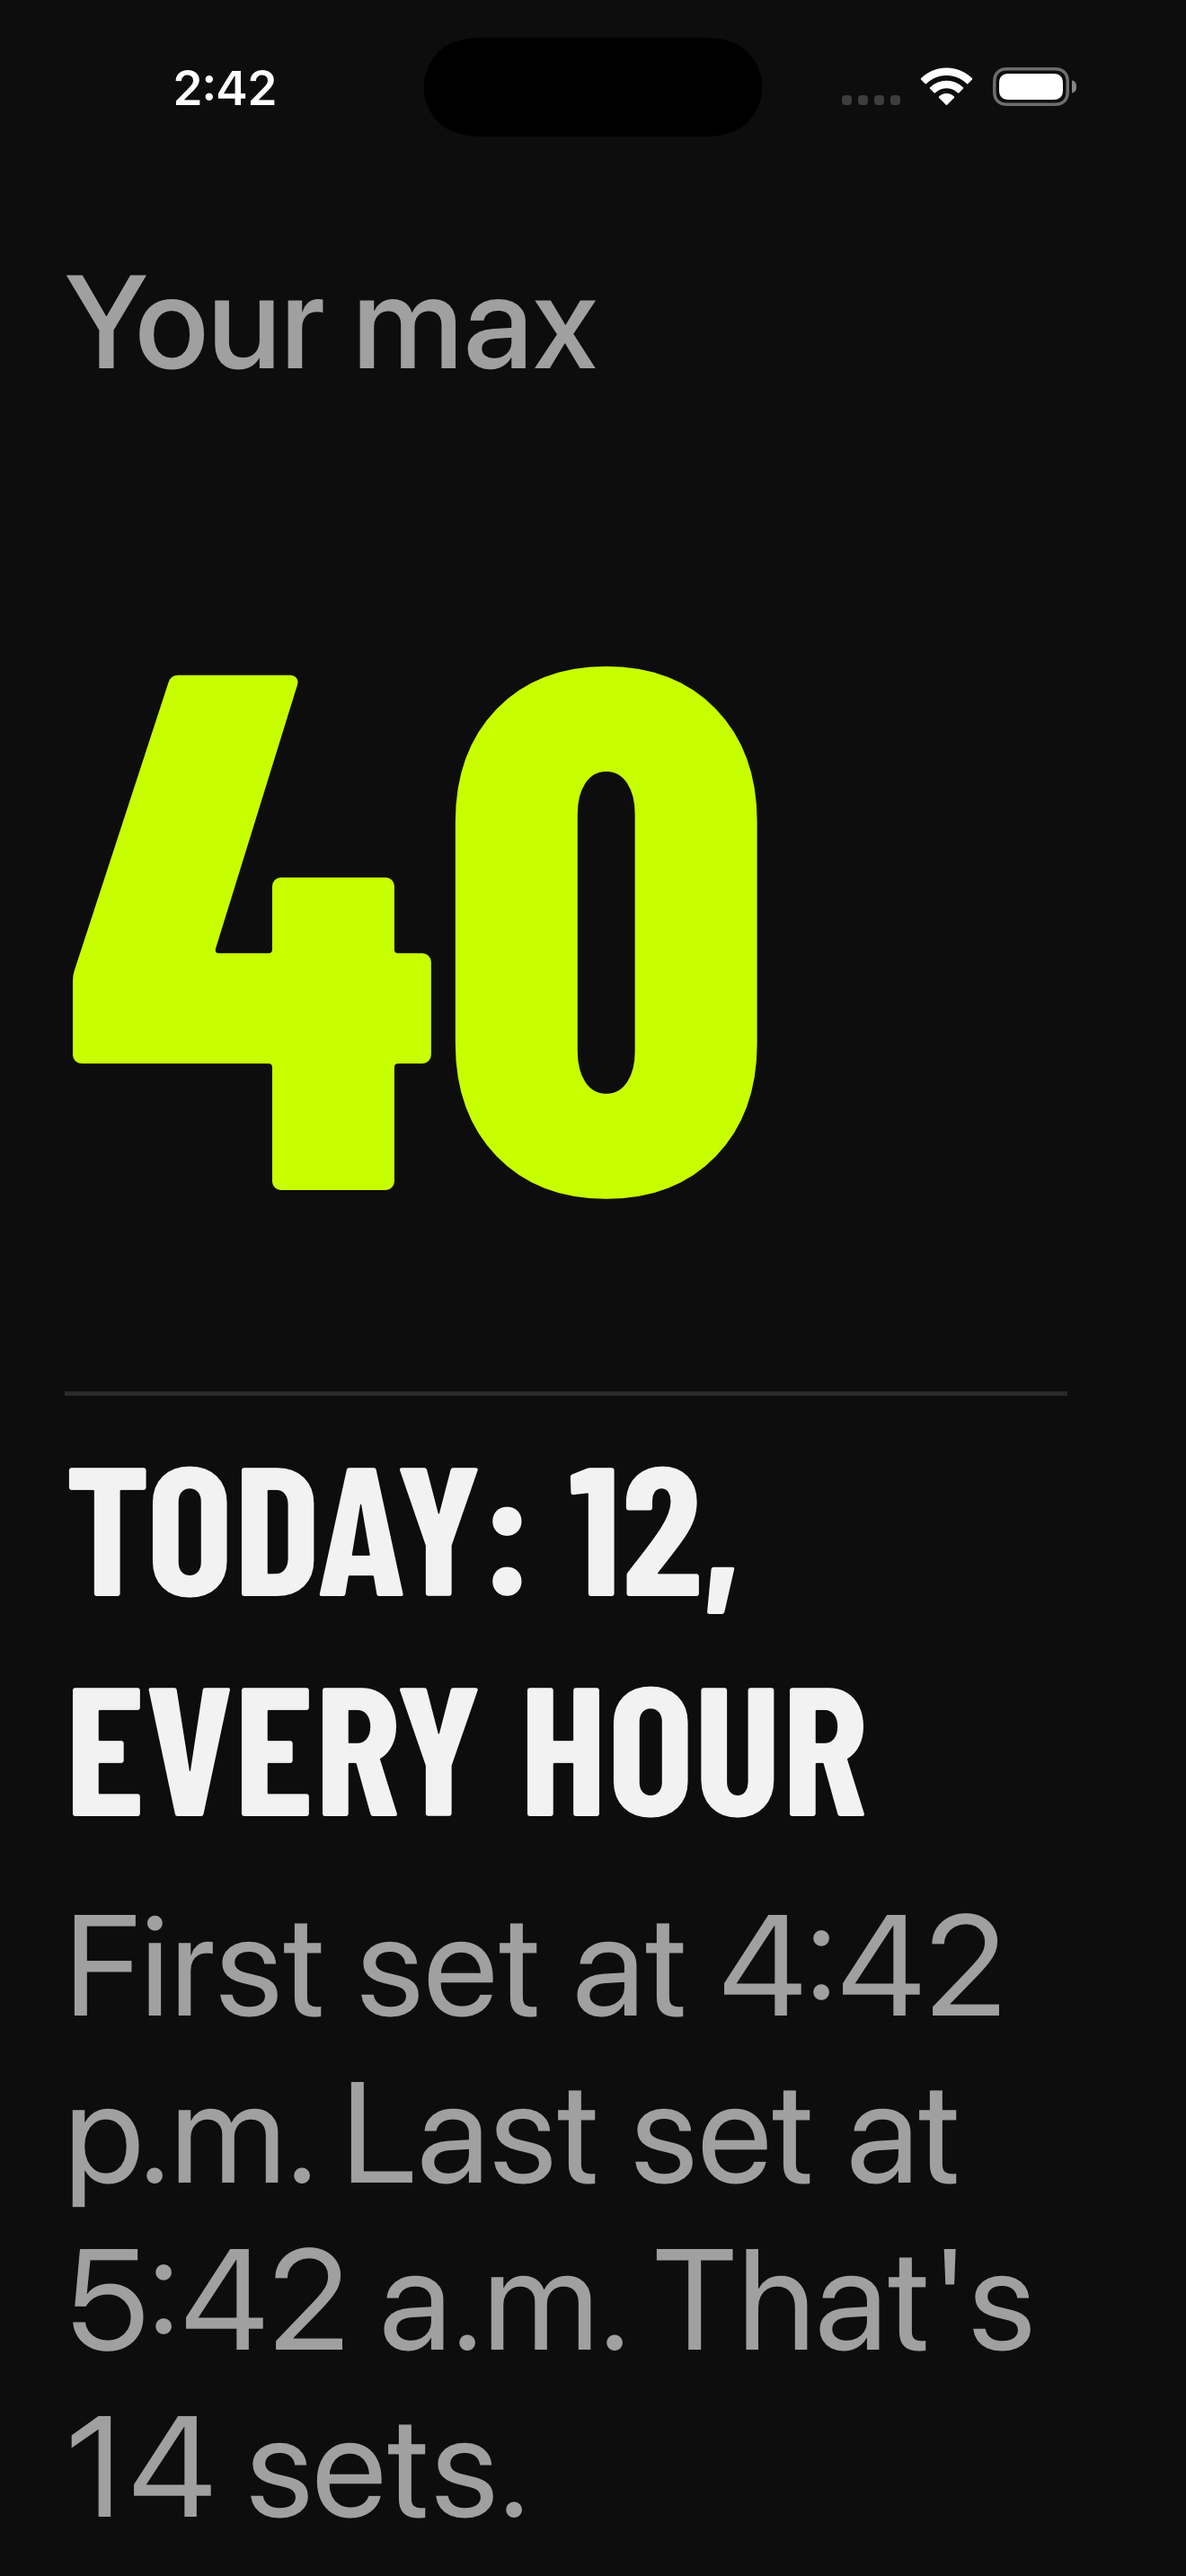 2:42
Your max
40
TODAY: 12,
EVERY HOUR
First set at 4:42
p.m. Last set at
5:42 a.m. That's
14 sets.